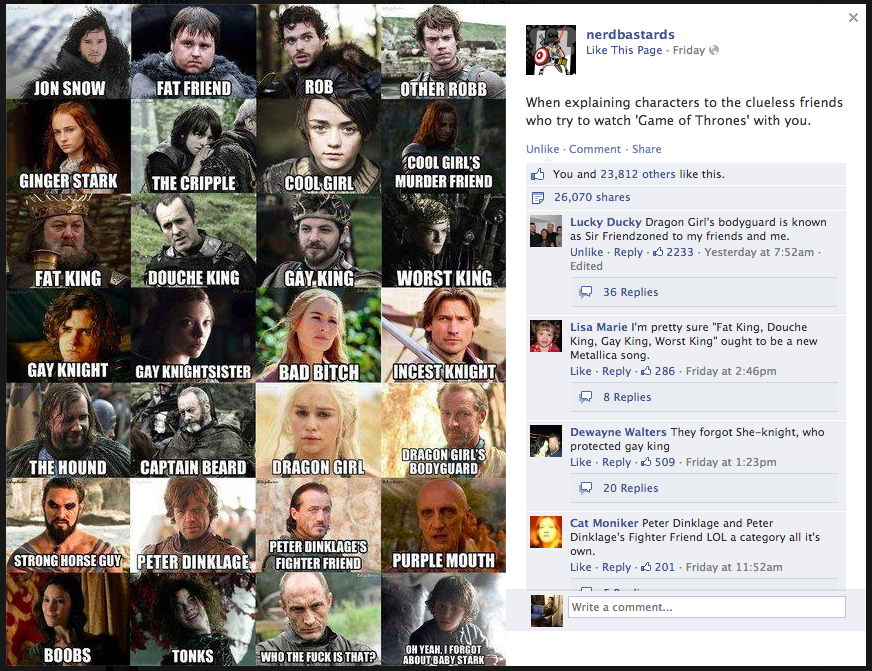 JON SNOW
FAT FRIEND
ROB
OTHER ROBB
GINGER STARK
THE CRIPPLE
COOL GIRL
COOL GIRL'S
MURDER FRIEND
FAT KING
DOUCHE KING
GAY KING
WORST KING
GAY KNIGHT
GAY KNIGHTSISTER
BAD BITCH
INCEST KNIGHT
THE HOUND
CAPTAIN BEARD
DRAGON GIRL
DRAGON GIRL'S
BODYGUARD
STRONG HORSE GUY
PETER DINKLAGE
PETER DINKLAGE'S
FIGHTER FRIEND
PURPLE MOUTH
BOOBS
TONKS
WHO THE FUCK IS THAT?
OH YEAH, I FORGOT
ABOUT BABY STARK
nerdbastards
Like This Page · Friday
When explaining characters to the clueless friends
who try to watch 'Game of Thrones' with you.
Unlike · Comment · Share
You and 23,812 others like this.
26,070 shares
Lucky Ducky Dragon Girl's bodyguard is known
as Sir Friendzoned to my friends and me.
Unlike · Reply · 2233 · Yesterday at 7:52am ·
Edited
36 Replies
Lisa Marie I'm pretty sure "Fat King, Douche
King, Gay King, Worst King" ought to be a new
Metallica song.
Like · Reply · 286 · Friday at 2:46pm
8 Replies
Dewayne Walters They forgot She-knight, who
protected gay king
Like · Reply · 509 · Friday at 1:23pm
20 Replies
Cat Moniker Peter Dinklage and Peter
Dinklage's Fighter Friend LOL a category all it's
own.
Like · Reply · 201 · Friday at 11:52am
Write a comment...